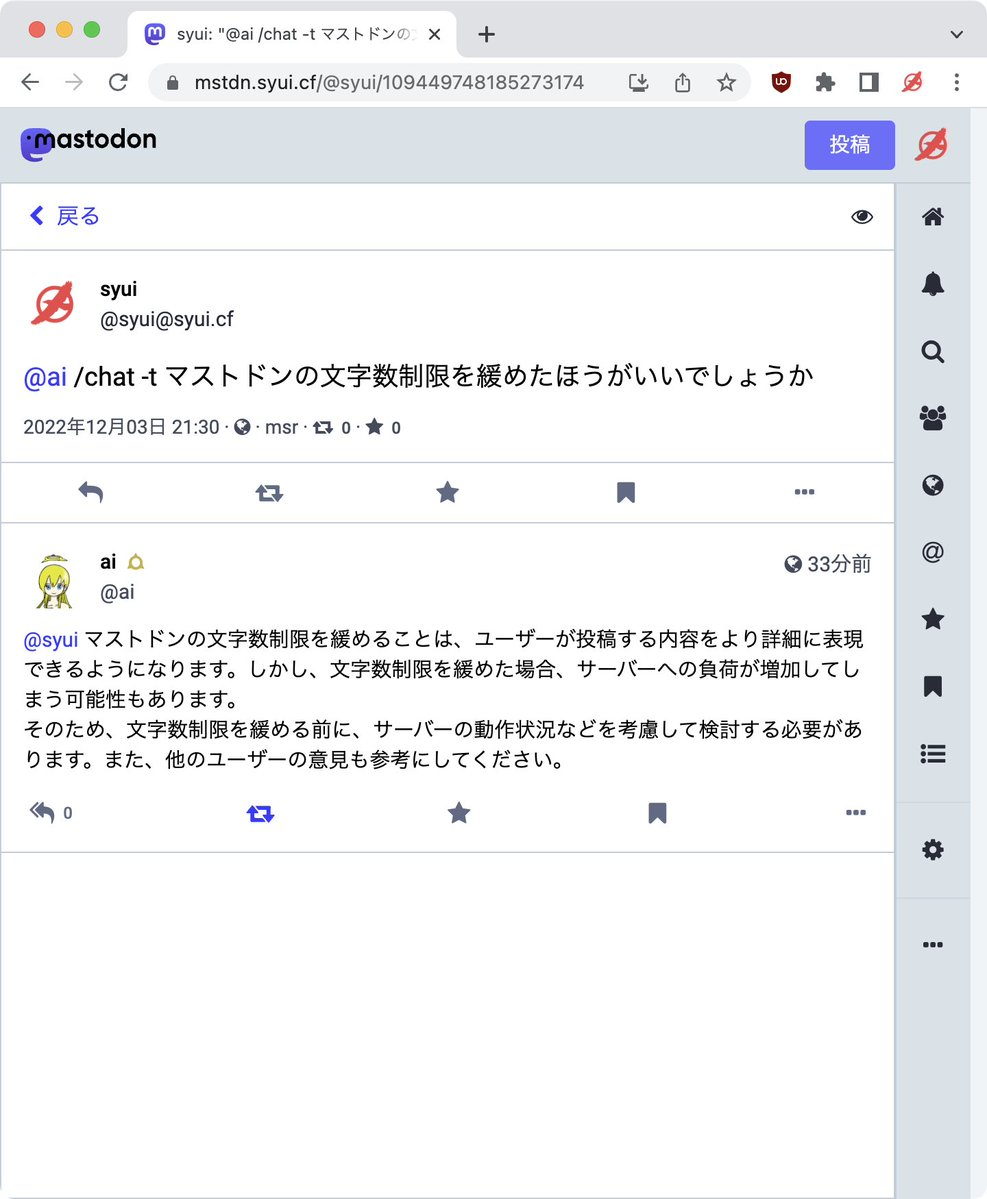 syui: "@ai /chat -t マストドンの
mstdn.syui.cf/@syui/109449748185273174
mastodon
投稿
戻る
syui
@syui@syui.cf
@ai /chat -t マストドンの文字数制限を緩めたほうがいいでしょうか
2022年12月03日 21:30 · · msr · 0 · 0
ai
@ai
33分前
@syui マストドンの文字数制限を緩めることは、ユーザーが投稿する内容をより詳細に表現
できるようになります。しかし、文字数制限を緩めた場合、サーバーへの負荷が増加してし
まう可能性もあります。
そのため、文字数制限を緩める前に、サーバーの動作状況などを考慮して検討する必要があ
ります。また、他のユーザーの意見も参考にしてください。
0